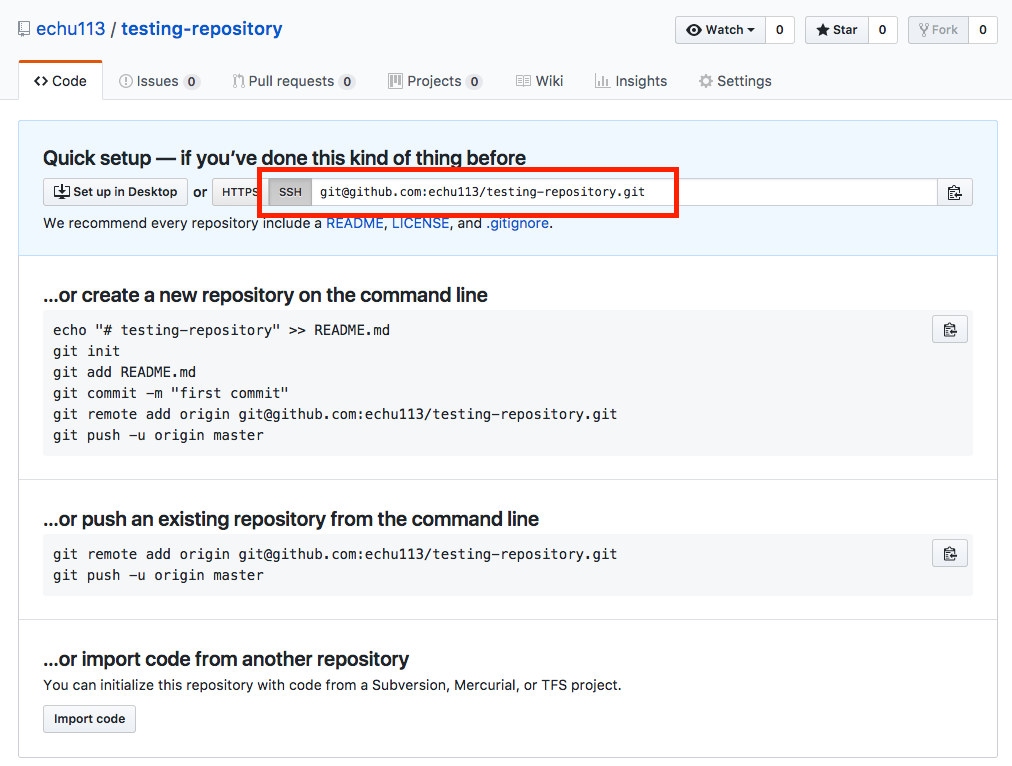 echu113 / testing-repository Watch 0 Star 0 Fork 0
Code Issues 0 Pull requests 0 Projects 0 Wiki Insights Settings
Quick setup — if you’ve done this kind of thing before
Set up in Desktop or HTTPS SSH git@github.com:echu113/testing-repository.git
We recommend every repository include a README, LICENSE, and .gitignore.
...or create a new repository on the command line
echo "# testing-repository" >> README.md
git init
git add README.md
git commit -m "first commit"
git remote add origin git@github.com:echu113/testing-repository.git
git push -u origin master
...or push an existing repository from the command line
git remote add origin git@github.com:echu113/testing-repository.git
git push -u origin master
...or import code from another repository
You can initialize this repository with code from a Subversion, Mercurial, or TFS project.
Import code